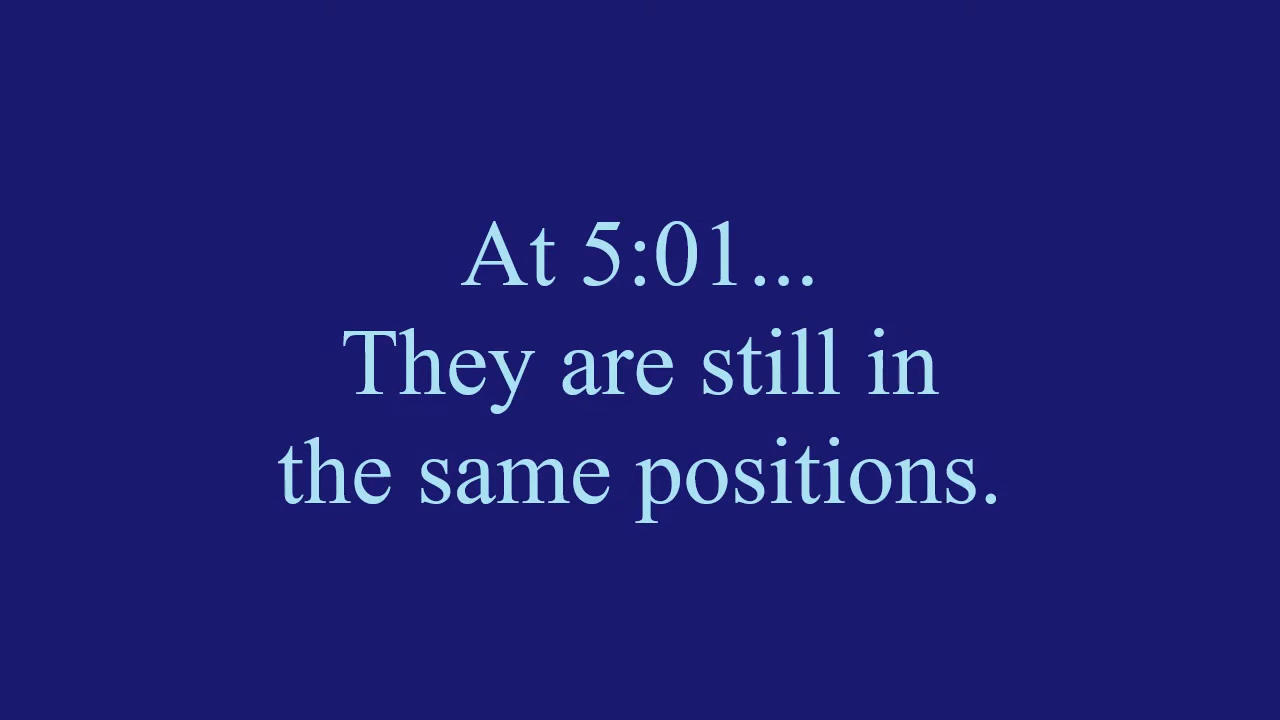 At 5:01...
They are still in
the same positions.